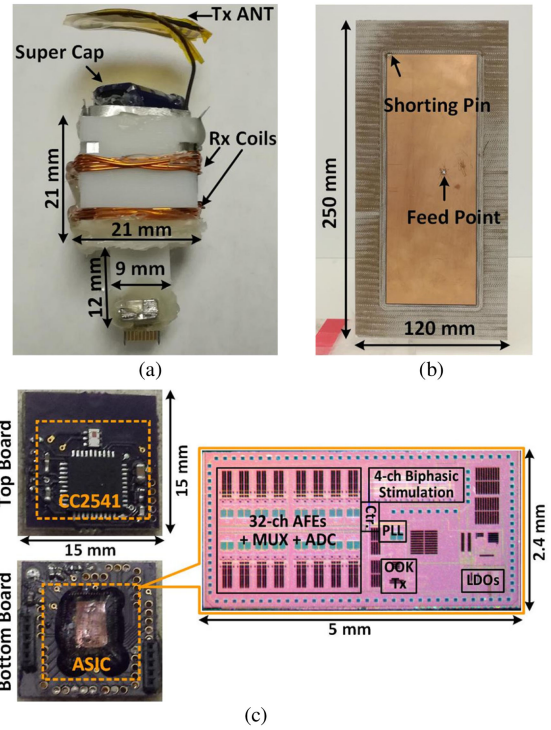 Tx ANT
Super Cap
Rx Coils
21 mm
21 mm
9 mm
12 mm
(a)
Shorting Pin
Feed Point
250 mm
120 mm
(b)
Top Board
CC2541
15 mm
15 mm
Bottom Board
ASIC
32-ch AFEs
+ MUX + ADC
4-ch Biphasic
Stimulation
Ctr.
PLL
OOK
Tx
LDOs
2.4 mm
5 mm
(c)